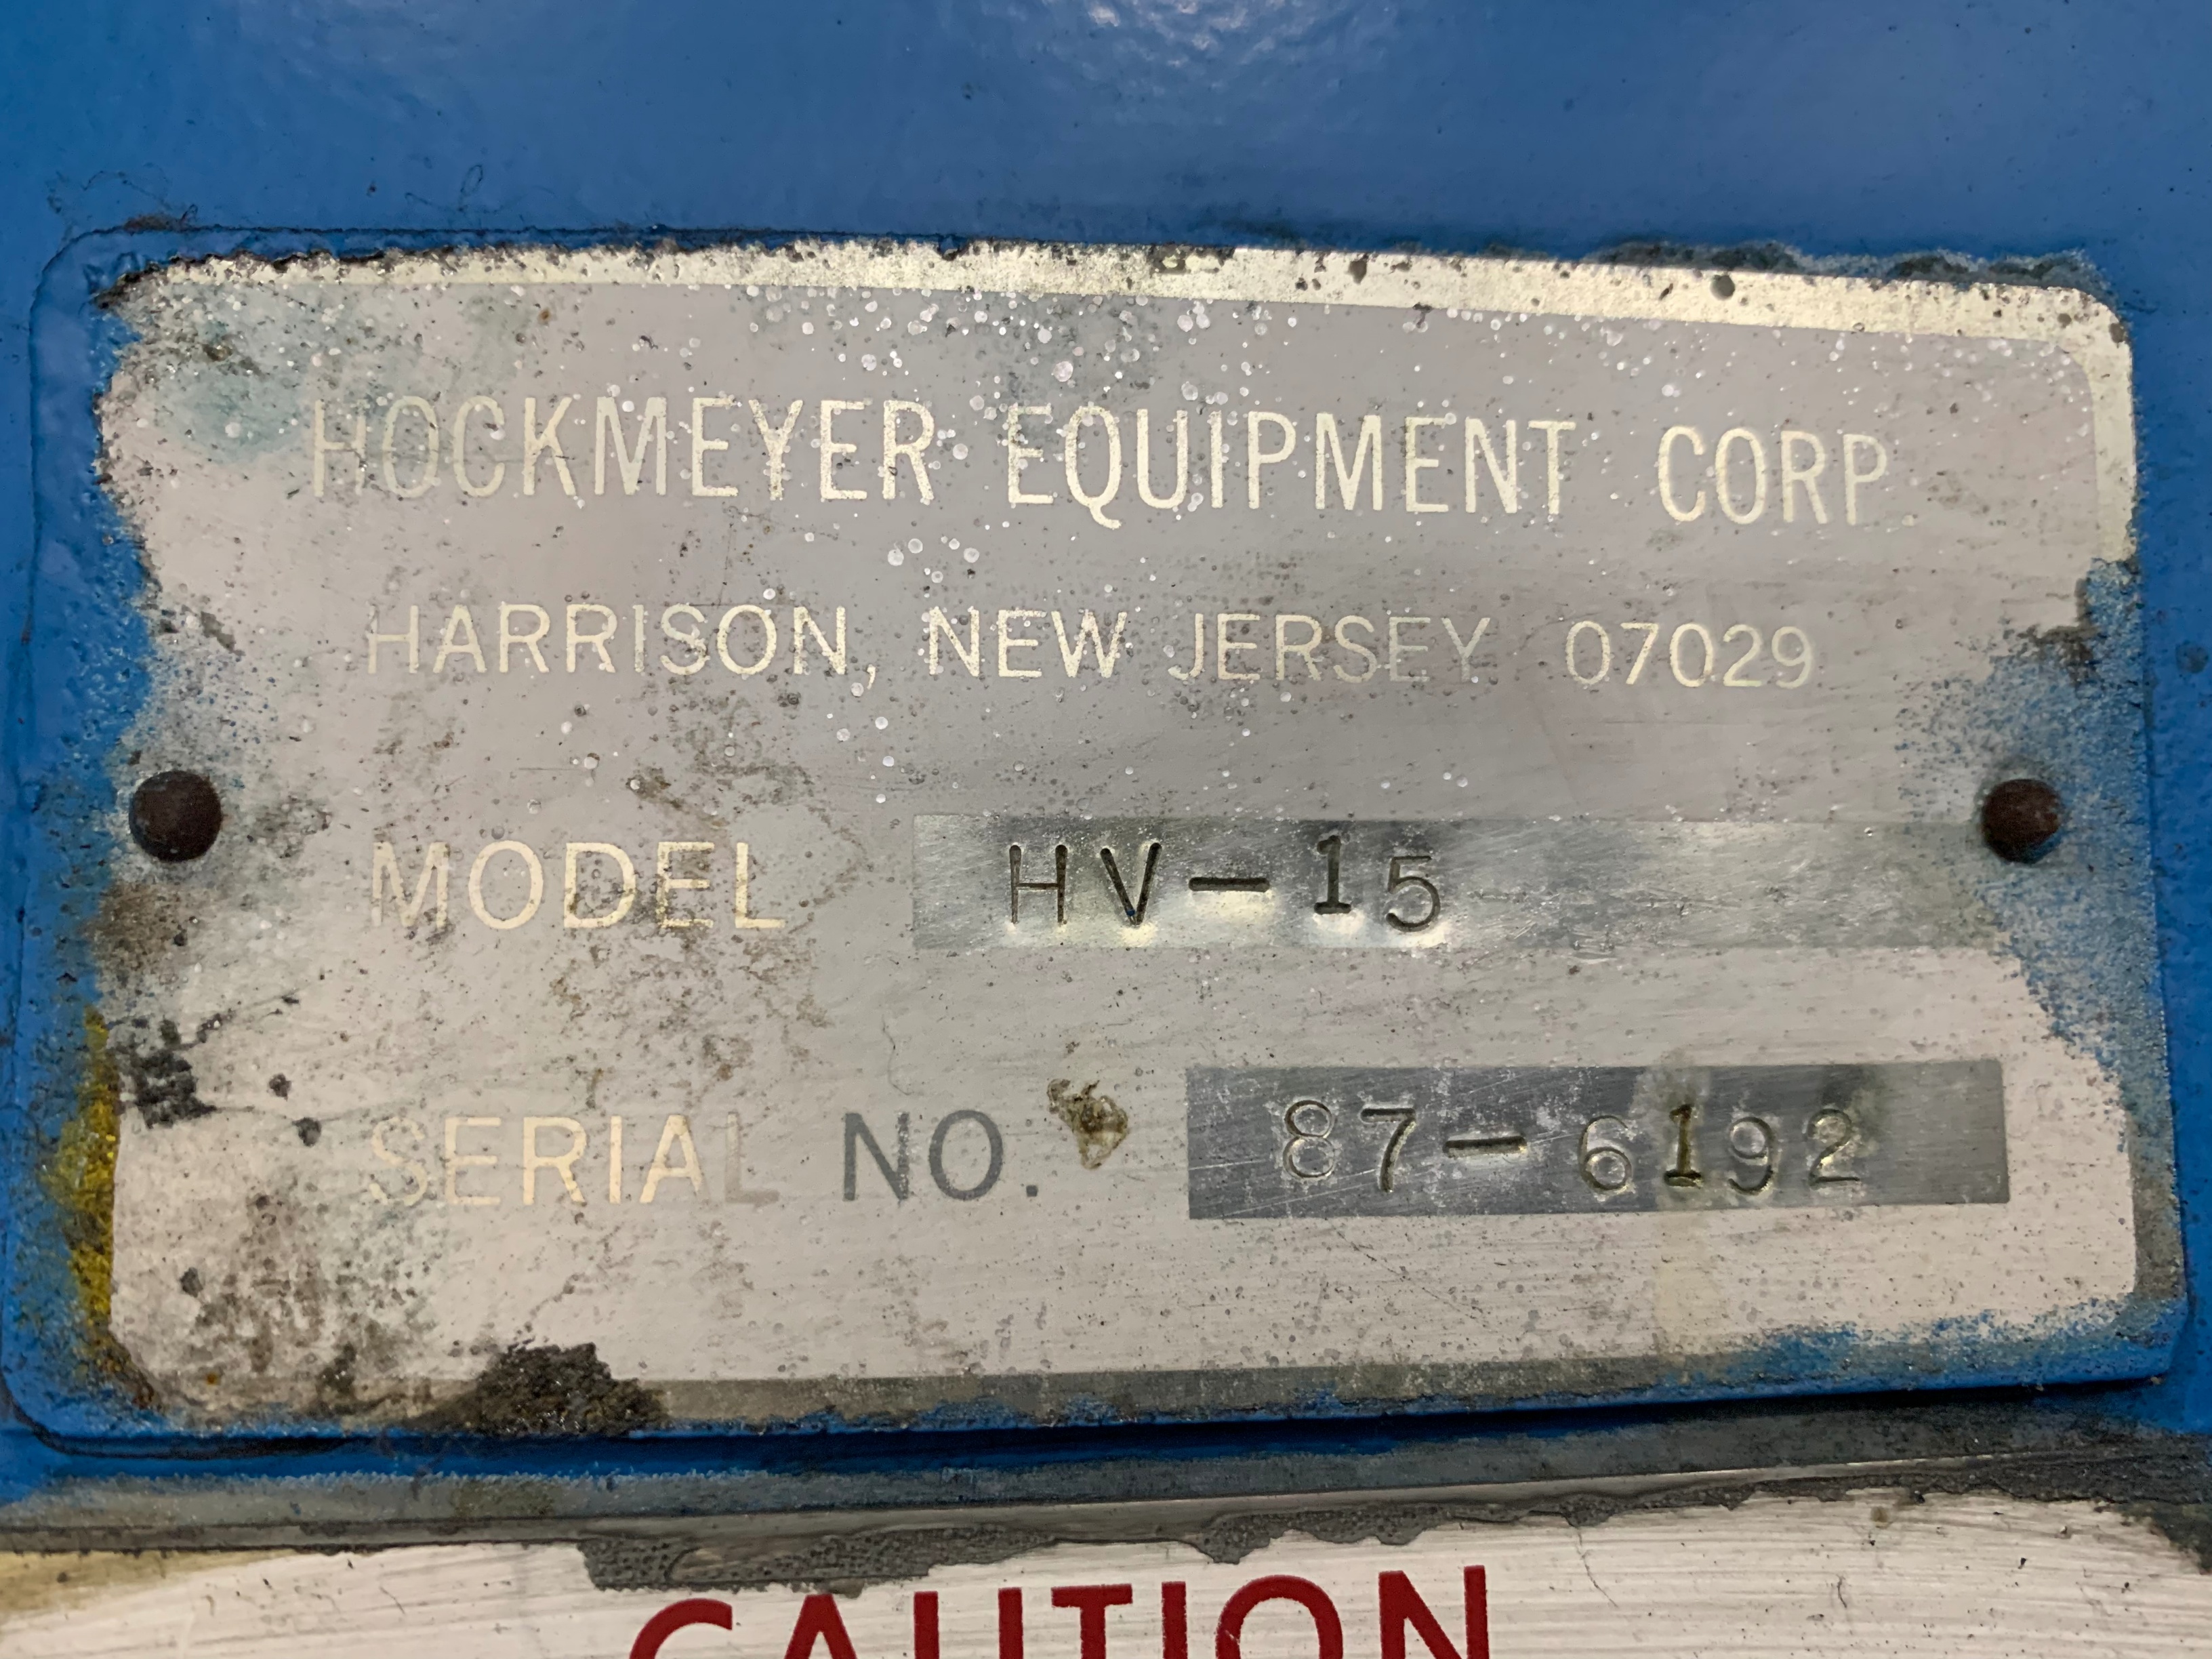 HOCKMEYER EQUIPMENT CORP.
HARRISON, NEW JERSEY 07029
MODEL HV-15
SERIAL NO. 87-6192
CAUTION